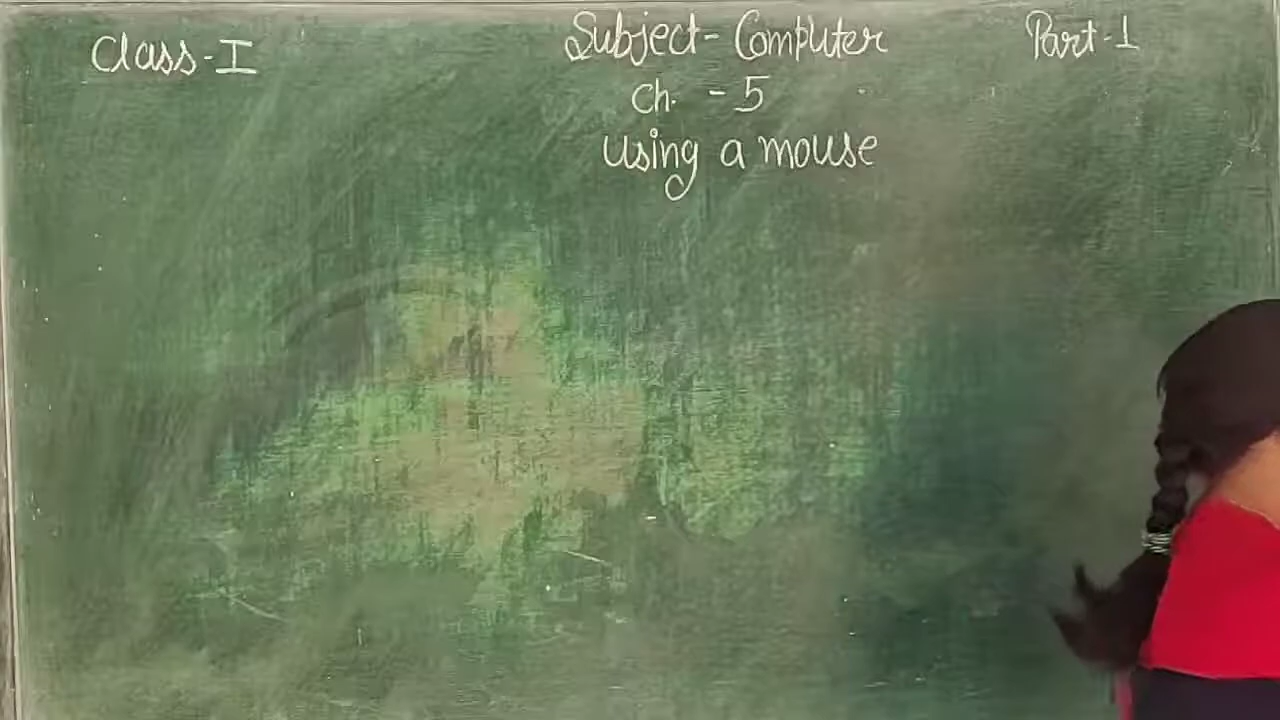 Class-I
Subject- Computer
Part-1
Ch. - 5
Using a mouse